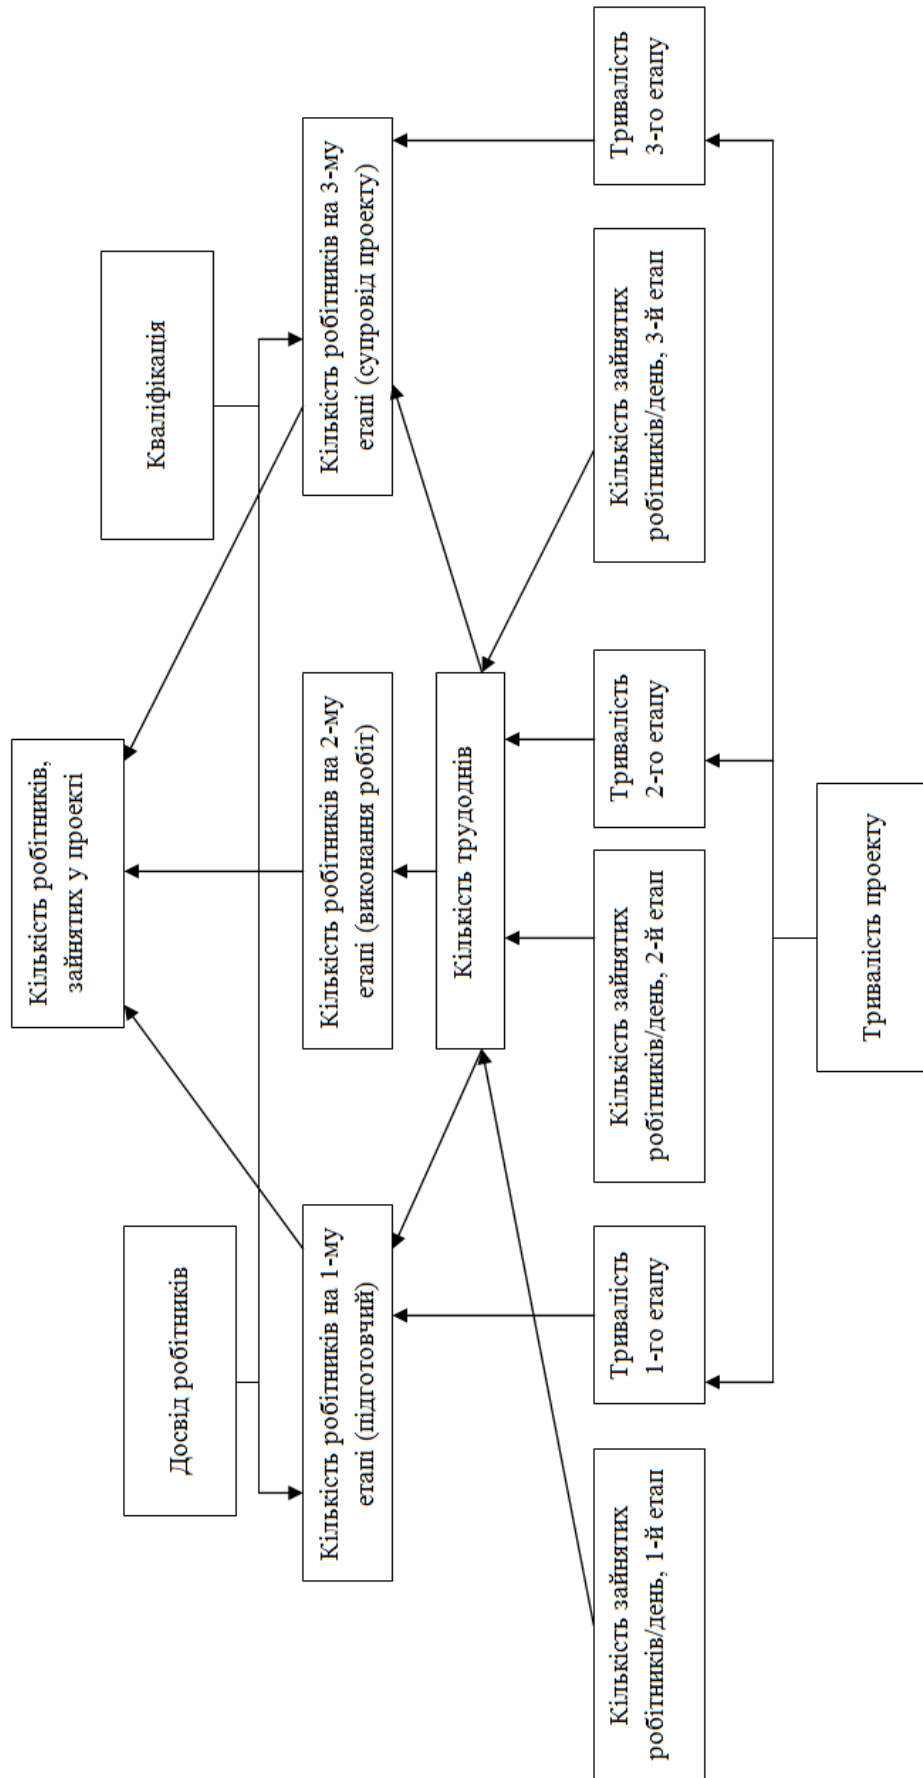 Кількість робітників,
зайнятих у проекті
Досвід робітників
Кваліфікація
Кількість робітників на 1-му
етапі (підготовчий)
Кількість робітників на 2-му
етапі (виконання робіт)
Кількість робітників на 3-му
етапі (супровід проекту)
Кількість трудоднів
Кількість зайнятих
робітників/день, 1-й етап
Тривалість
1-го етапу
Кількість зайнятих
робітників/день, 2-й етап
Тривалість
2-го етапу
Кількість зайнятих
робітників/день, 3-й етап
Тривалість
3-го етапу
Тривалість проекту